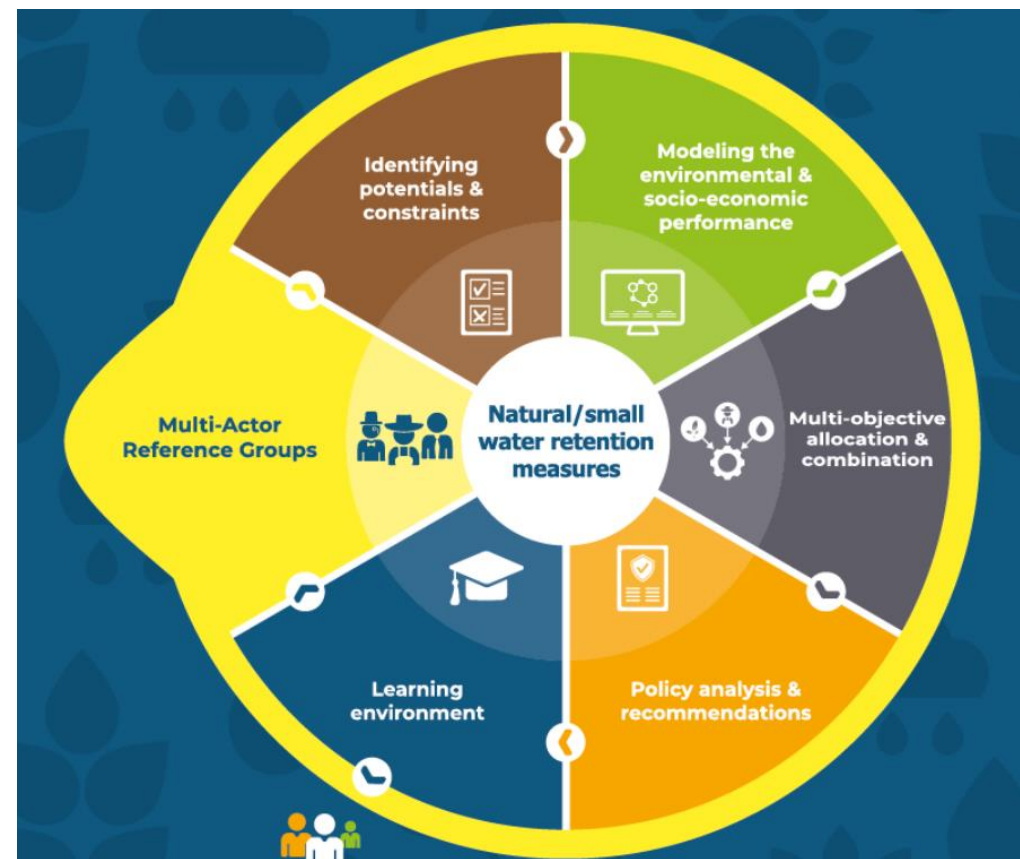 Identifying
potentials &
constraints
Modeling the
environmental &
socio-economic
performance
Multi-Actor
Reference Groups
Natural/small
water retention
measures
Multi-objective
allocation &
combination
Learning
environment
Policy analysis &
recommendations